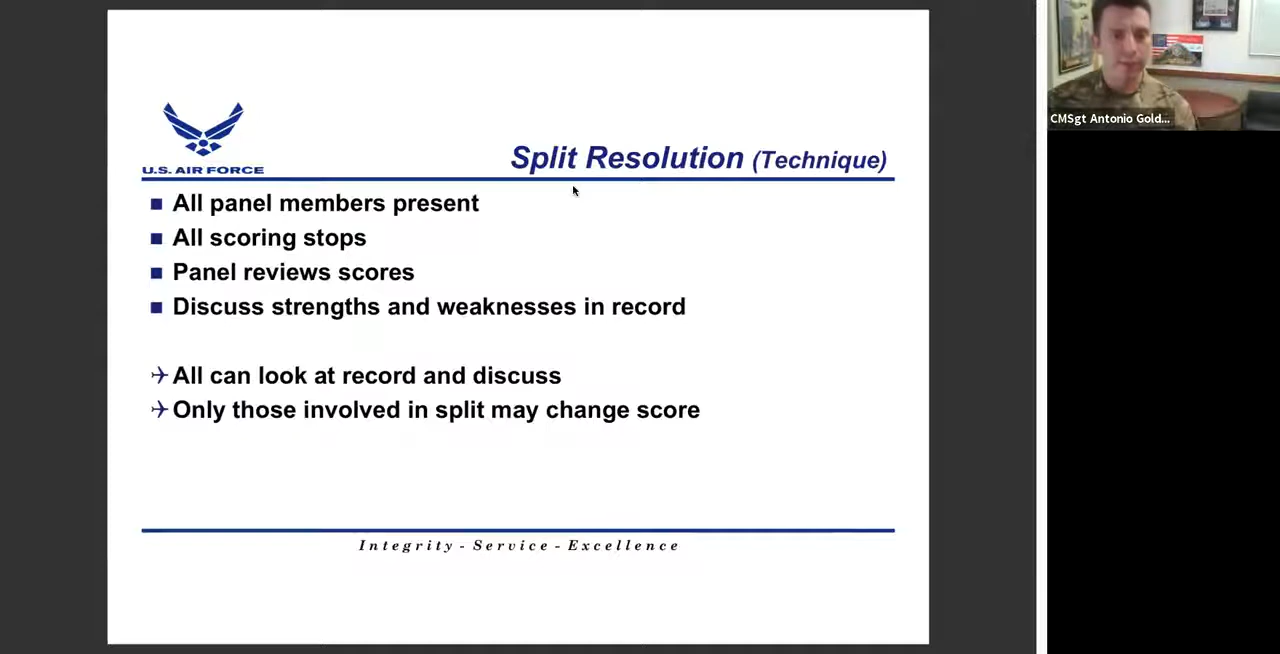 U.S. AIR FORCE
Split Resolution (Technique)
All panel members present
All scoring stops
Panel reviews scores
Discuss strengths and weaknesses in record
All can look at record and discuss
Only those involved in split may change score
Integrity - Service - Excellence
CMSgt Antonio Gold...